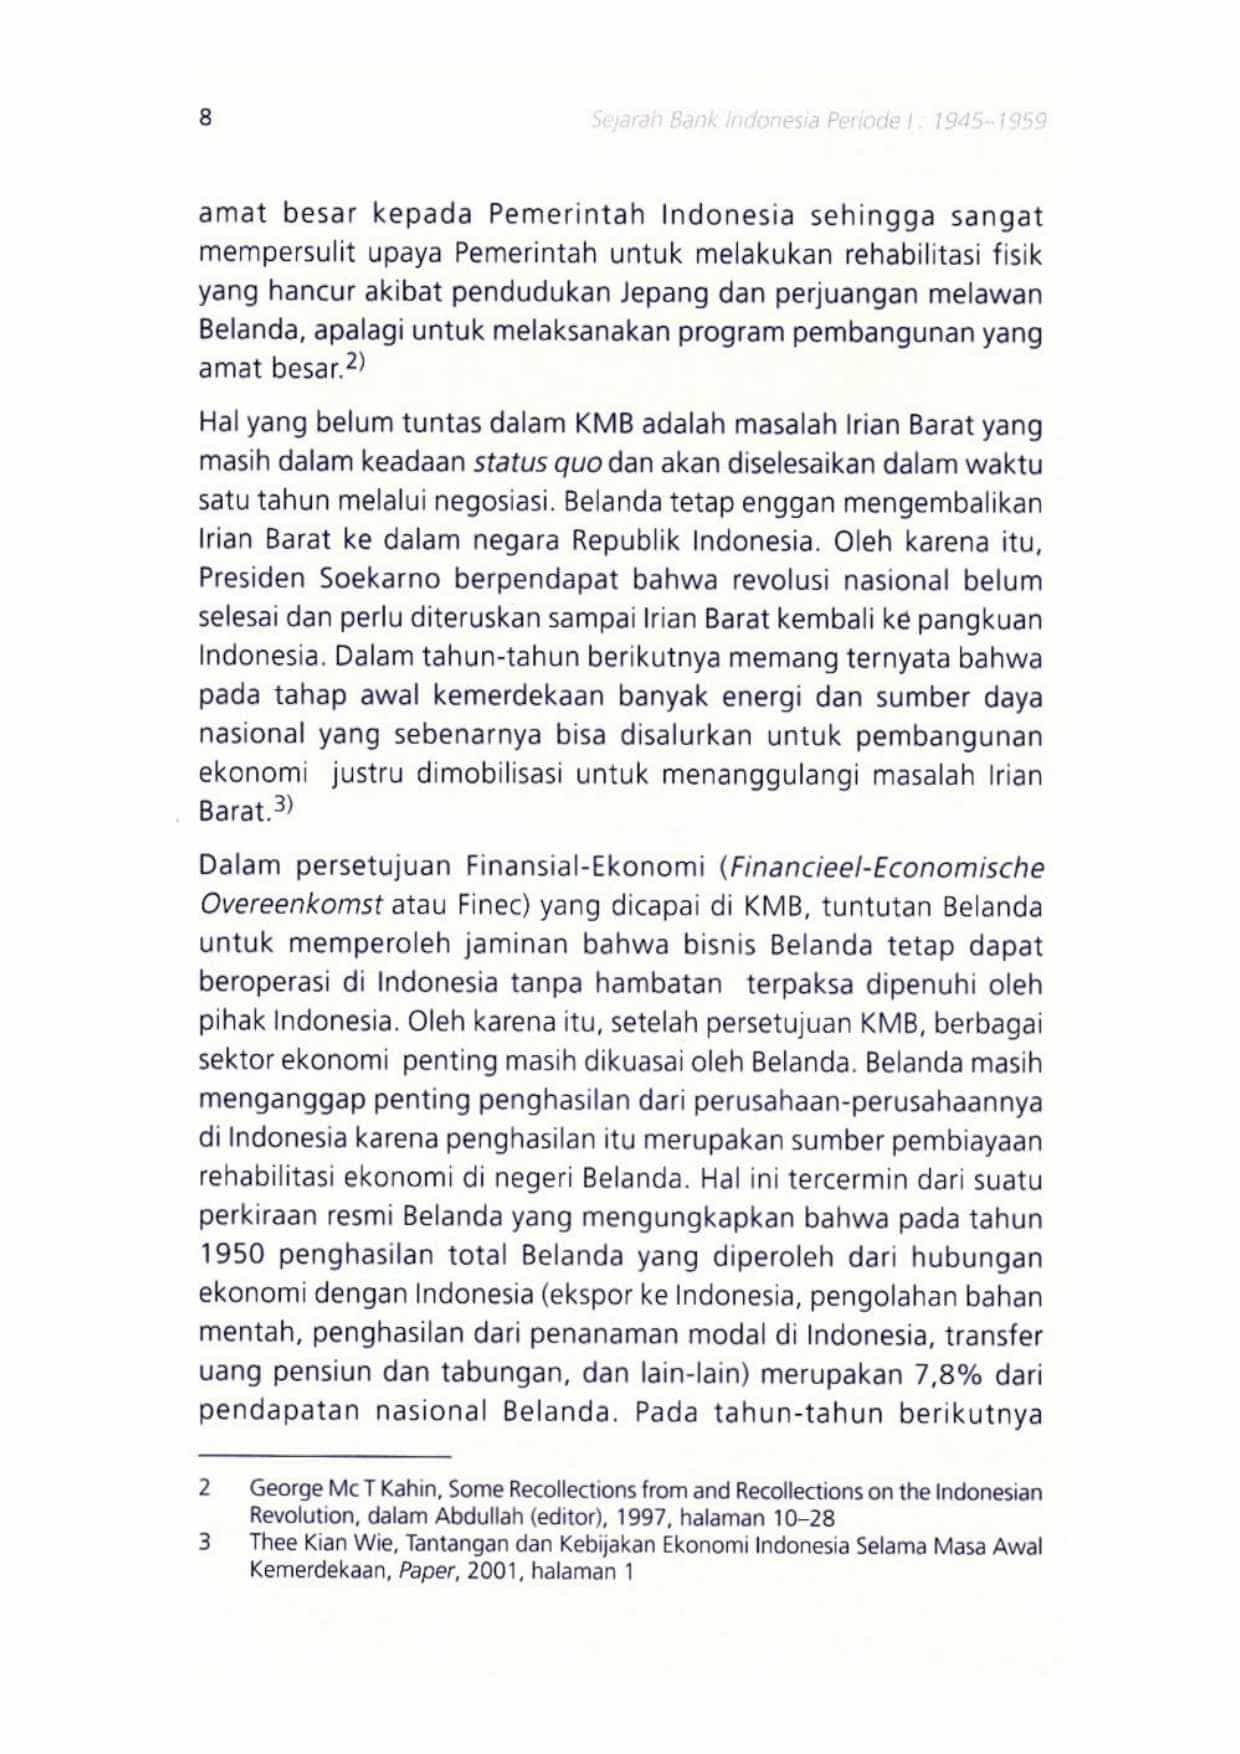 8
Sejarah Bank Indonesia Periode I : 1945–1959
amat besar kepada Pemerintah Indonesia sehingga sangat
mempersulit upaya Pemerintah untuk melakukan rehabilitasi fisik
yang hancur akibat pendudukan Jepang dan perjuangan melawan
Belanda, apalagi untuk melaksanakan program pembangunan yang
amat besar.2)
Hal yang belum tuntas dalam KMB adalah masalah Irian Barat yang
masih dalam keadaan status quo dan akan diselesaikan dalam waktu
satu tahun melalui negosiasi. Belanda tetap enggan mengembalikan
Irian Barat ke dalam negara Republik Indonesia. Oleh karena itu,
Presiden Soekarno berpendapat bahwa revolusi nasional belum
selesai dan perlu diteruskan sampai Irian Barat kembali ke pangkuan
Indonesia. Dalam tahun-tahun berikutnya memang ternyata bahwa
pada tahap awal kemerdekaan banyak energi dan sumber daya
nasional yang sebenarnya bisa disalurkan untuk pembangunan
ekonomi justru dimobilisasi untuk menanggulangi masalah Irian
Barat.3)
Dalam persetujuan Finansial-Ekonomi (Financieel-Economische
Overeenkomst atau Finec) yang dicapai di KMB, tuntutan Belanda
untuk memperoleh jaminan bahwa bisnis Belanda tetap dapat
beroperasi di Indonesia tanpa hambatan terpaksa dipenuhi oleh
pihak Indonesia. Oleh karena itu, setelah persetujuan KMB, berbagai
sektor ekonomi penting masih dikuasai oleh Belanda. Belanda masih
menganggap penting penghasilan dari perusahaan-perusahaannya
di Indonesia karena penghasilan itu merupakan sumber pembiayaan
rehabilitasi ekonomi di negeri Belanda. Hal ini tercermin dari suatu
perkiraan resmi Belanda yang mengungkapkan bahwa pada tahun
1950 penghasilan total Belanda yang diperoleh dari hubungan
ekonomi dengan Indonesia (ekspor ke Indonesia, pengolahan bahan
mentah, penghasilan dari penanaman modal di Indonesia, transfer
uang pensiun dan tabungan, dan lain-lain) merupakan 7,8% dari
pendapatan nasional Belanda. Pada tahun-tahun berikutnya
2 George Mc T Kahin, Some Recollections from and Recollections on the Indonesian
Revolution, dalam Abdullah (editor), 1997, halaman 10–28
3 Thee Kian Wie, Tantangan dan Kebijakan Ekonomi Indonesia Selama Masa Awal
Kemerdekaan, Paper, 2001, halaman 1